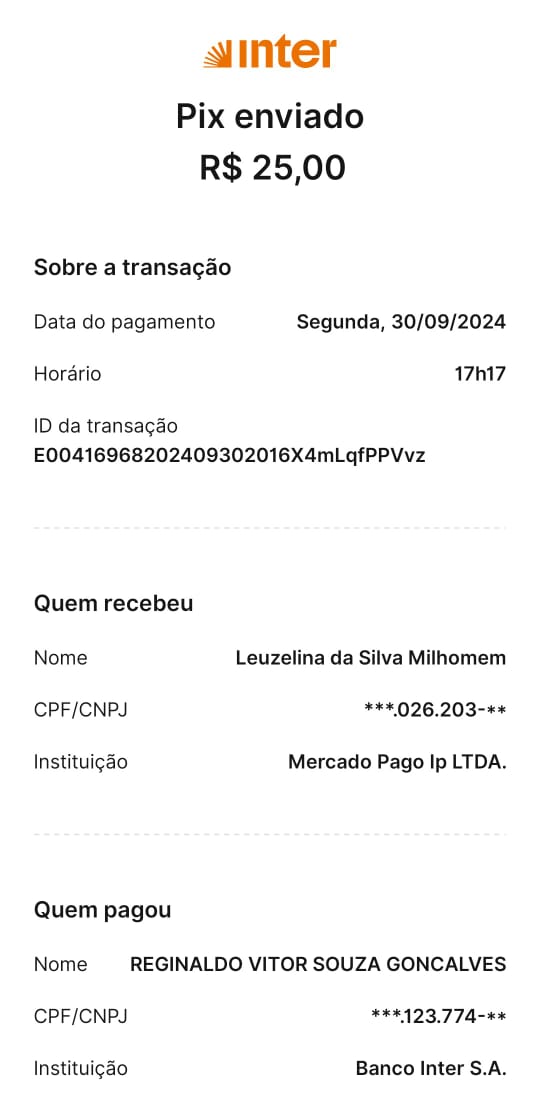 inter
Pix enviado
R$ 25,00
Sobre a transação
Data do pagamento Segunda, 30/09/2024
Horário 17h17
ID da transação
E00416968202409302016X4mLqfPPVvz
Quem recebeu
Nome Leuzelina da Silva Milhomem
CPF/CNPJ ***.026.203-**
Instituição Mercado Pago Ip LTDA.
Quem pagou
Nome REGINALDO VITOR SOUZA GONCALVES
CPF/CNPJ ***.123.774-**
Instituição Banco Inter S.A.